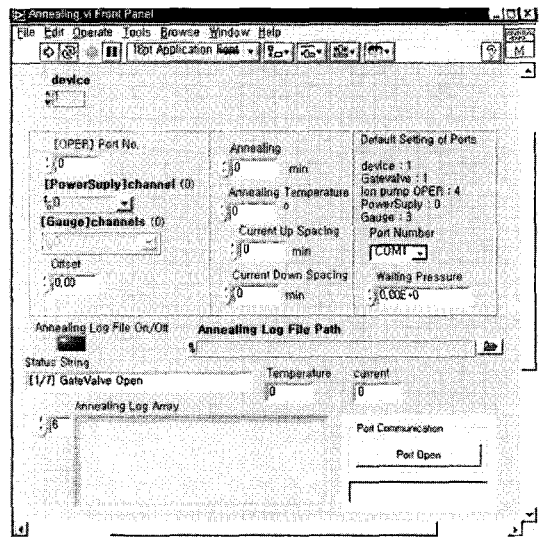 Annealing.vi Front Panel
File Edit Operate Tools Browse Window Help
18pt Application Font
M
device
1
[OPER] Port No.
0
[PowerSuply]channel (0)
0
[Gauge]channels (0)
Offset
0,00
Annealing
0 min
Annealing Temperature
0 °
Current Up Spacing
0 min
Current Down Spacing
0 min
Default Setting of Ports
device : 1
Gatevalve : 1
Ion pump OPER : 4
PowerSuply : 0
Gauge : 3
Port Number
COM1
Waiting Pressure
0,00E+0
Annealing Log File On/Off
Annealing Log File Path
Status String
[1/7] GateValve Open
Temperature
0
current
0
Annealing Log Array
6
Port Communication
Port Open